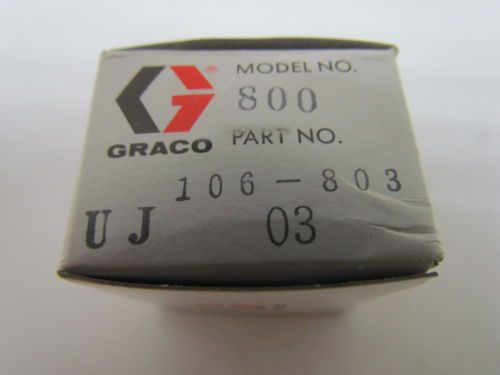 MODEL NO.
800
GRACO
PART NO.
106-803
UJ 03